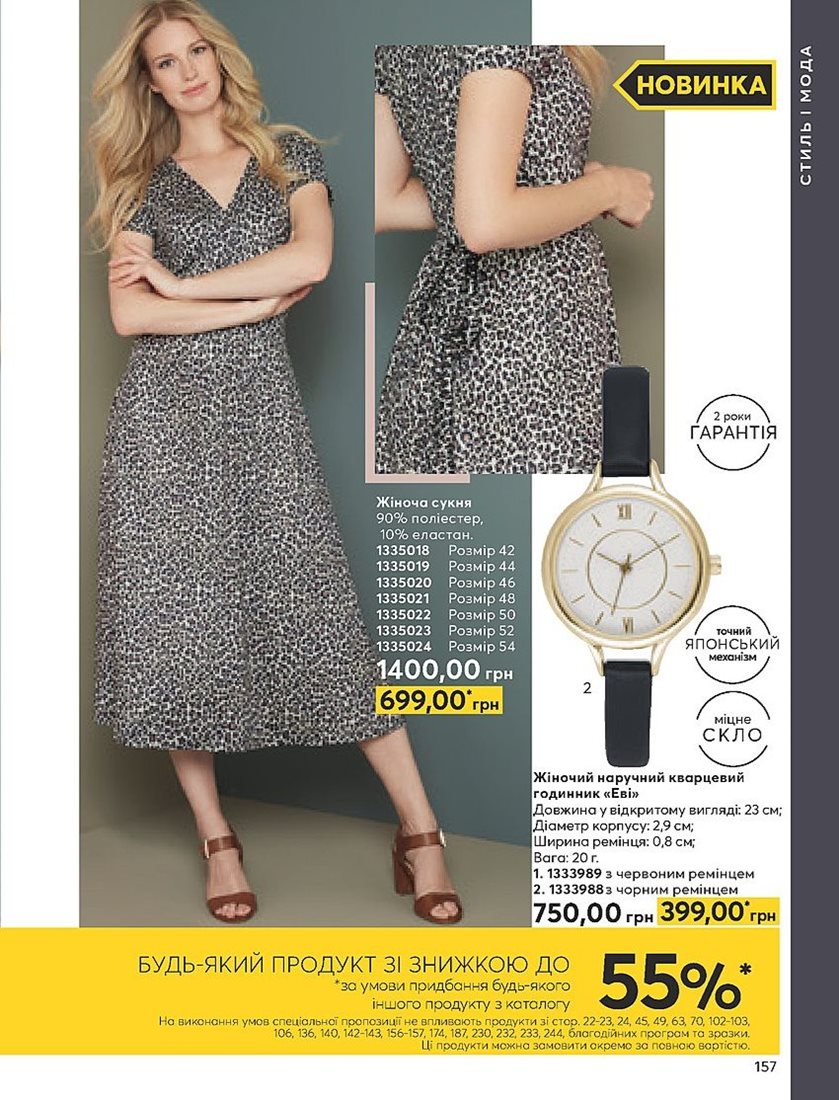 НОВИНКА
СТИЛЬ І МОДА
2 роки
ГАРАНТІЯ
Жіноча сукня
90% поліестер,
10% еластан.
1335018 Розмір 42
1335019 Розмір 44
1335020 Розмір 46
1335021 Розмір 48
1335022 Розмір 50
1335023 Розмір 52
1335024 Розмір 54
1400,00 грн
699,00* грн
точний
ЯПОНСЬКИЙ
механізм
2
міцне
СКЛО
Жіночий наручний кварцевий
годинник «Еві»
Довжина у відкритому вигляді: 23 см;
Діаметр корпусу: 2,9 см;
Ширина ремінця: 0,8 см;
Вага: 20 г.
1. 1333989 з червоним ремінцем
2. 1333988 з чорним ремінцем
750,00 грн 399,00* грн
БУДЬ-ЯКИЙ ПРОДУКТ ЗІ ЗНИЖКОЮ ДО 55%*
*за умови придбання будь-якого
іншого продукту з каталогу
На виконання умов спеціальної пропозиції не впливають продукти зі стор. 22-23, 24, 45, 49, 63, 70, 102-103,
106, 136, 140, 142-143, 156-157, 174, 187, 230, 232, 233, 244, благодійних програм та зразки.
Ці продукти можна замовити окремо за повною вартістю.
157